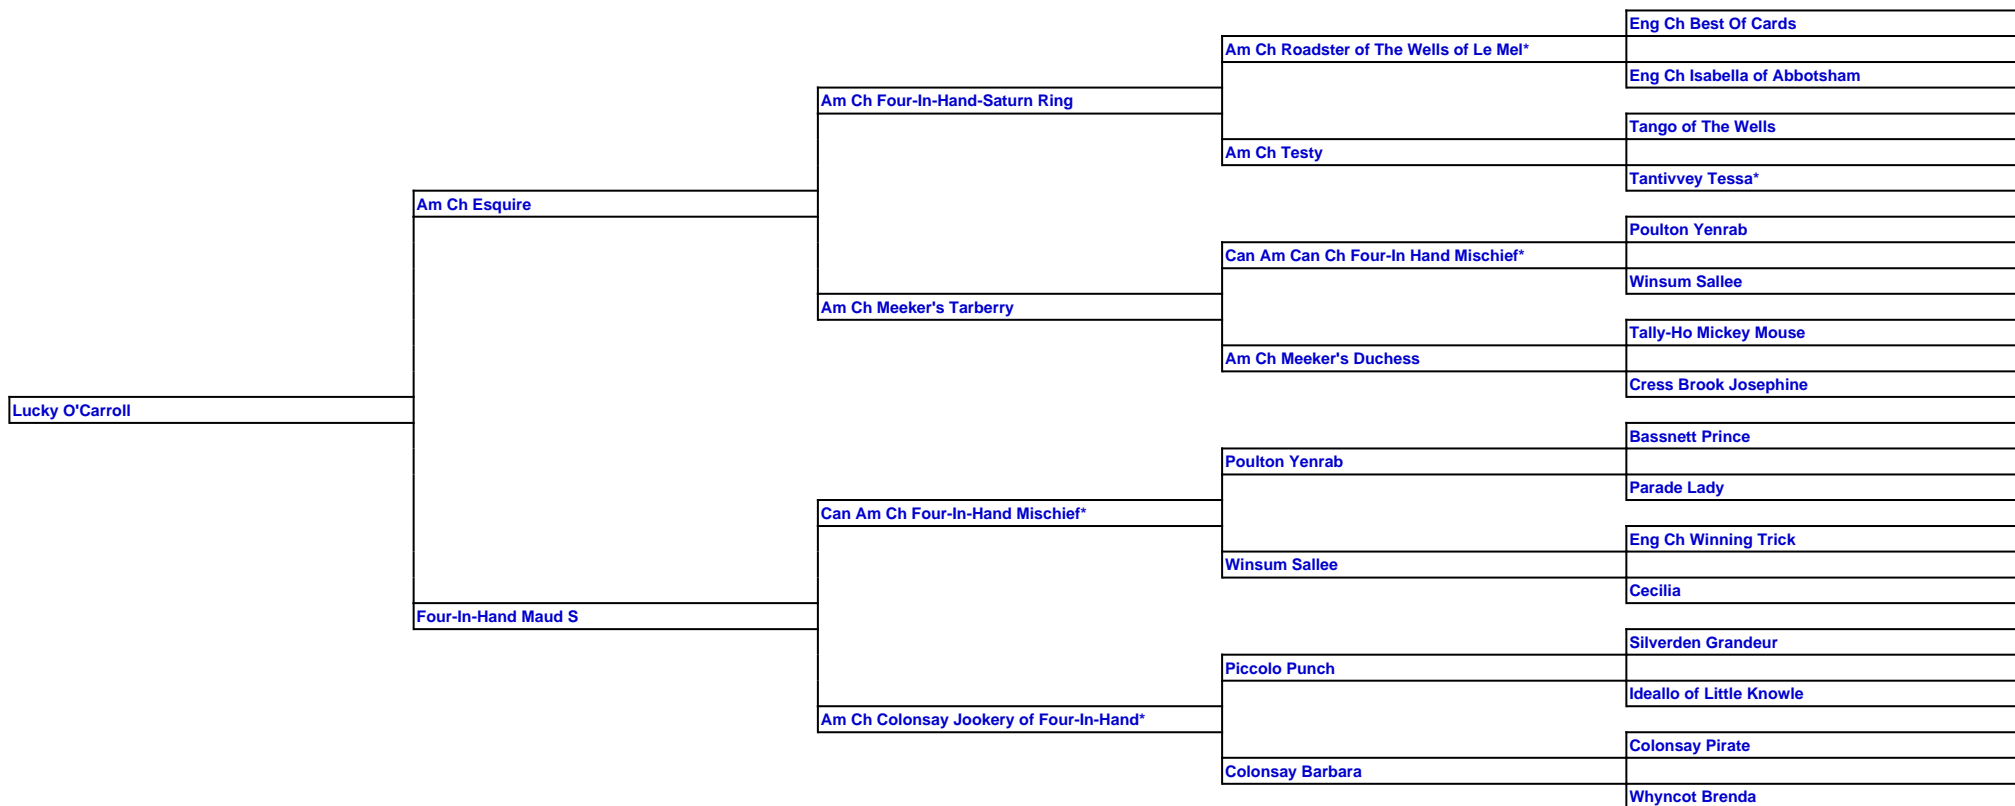 Eng Ch Best Of Cards
Am Ch Roadster of The Wells of Le Mel*
Eng Ch Isabella of Abbotsham
Am Ch Four-In-Hand-Saturn Ring
Tango of The Wells
Am Ch Testy
Tantivvey Tessa*
Am Ch Esquire
Poulton Yenrab
Can Am Can Ch Four-In Hand Mischief*
Winsum Sallee
Am Ch Meeker's Tarberry
Tally-Ho Mickey Mouse
Am Ch Meeker's Duchess
Cress Brook Josephine
Lucky O'Carroll
Bassnett Prince
Poulton Yenrab
Parade Lady
Can Am Ch Four-In-Hand Mischief*
Eng Ch Winning Trick
Winsum Sallee
Cecilia
Four-In-Hand Maud S
Silverden Grandeur
Piccolo Punch
Ideallo of Little Knowle
Am Ch Colonsay Jookery of Four-In-Hand*
Colonsay Pirate
Colonsay Barbara
Whyncot Brenda